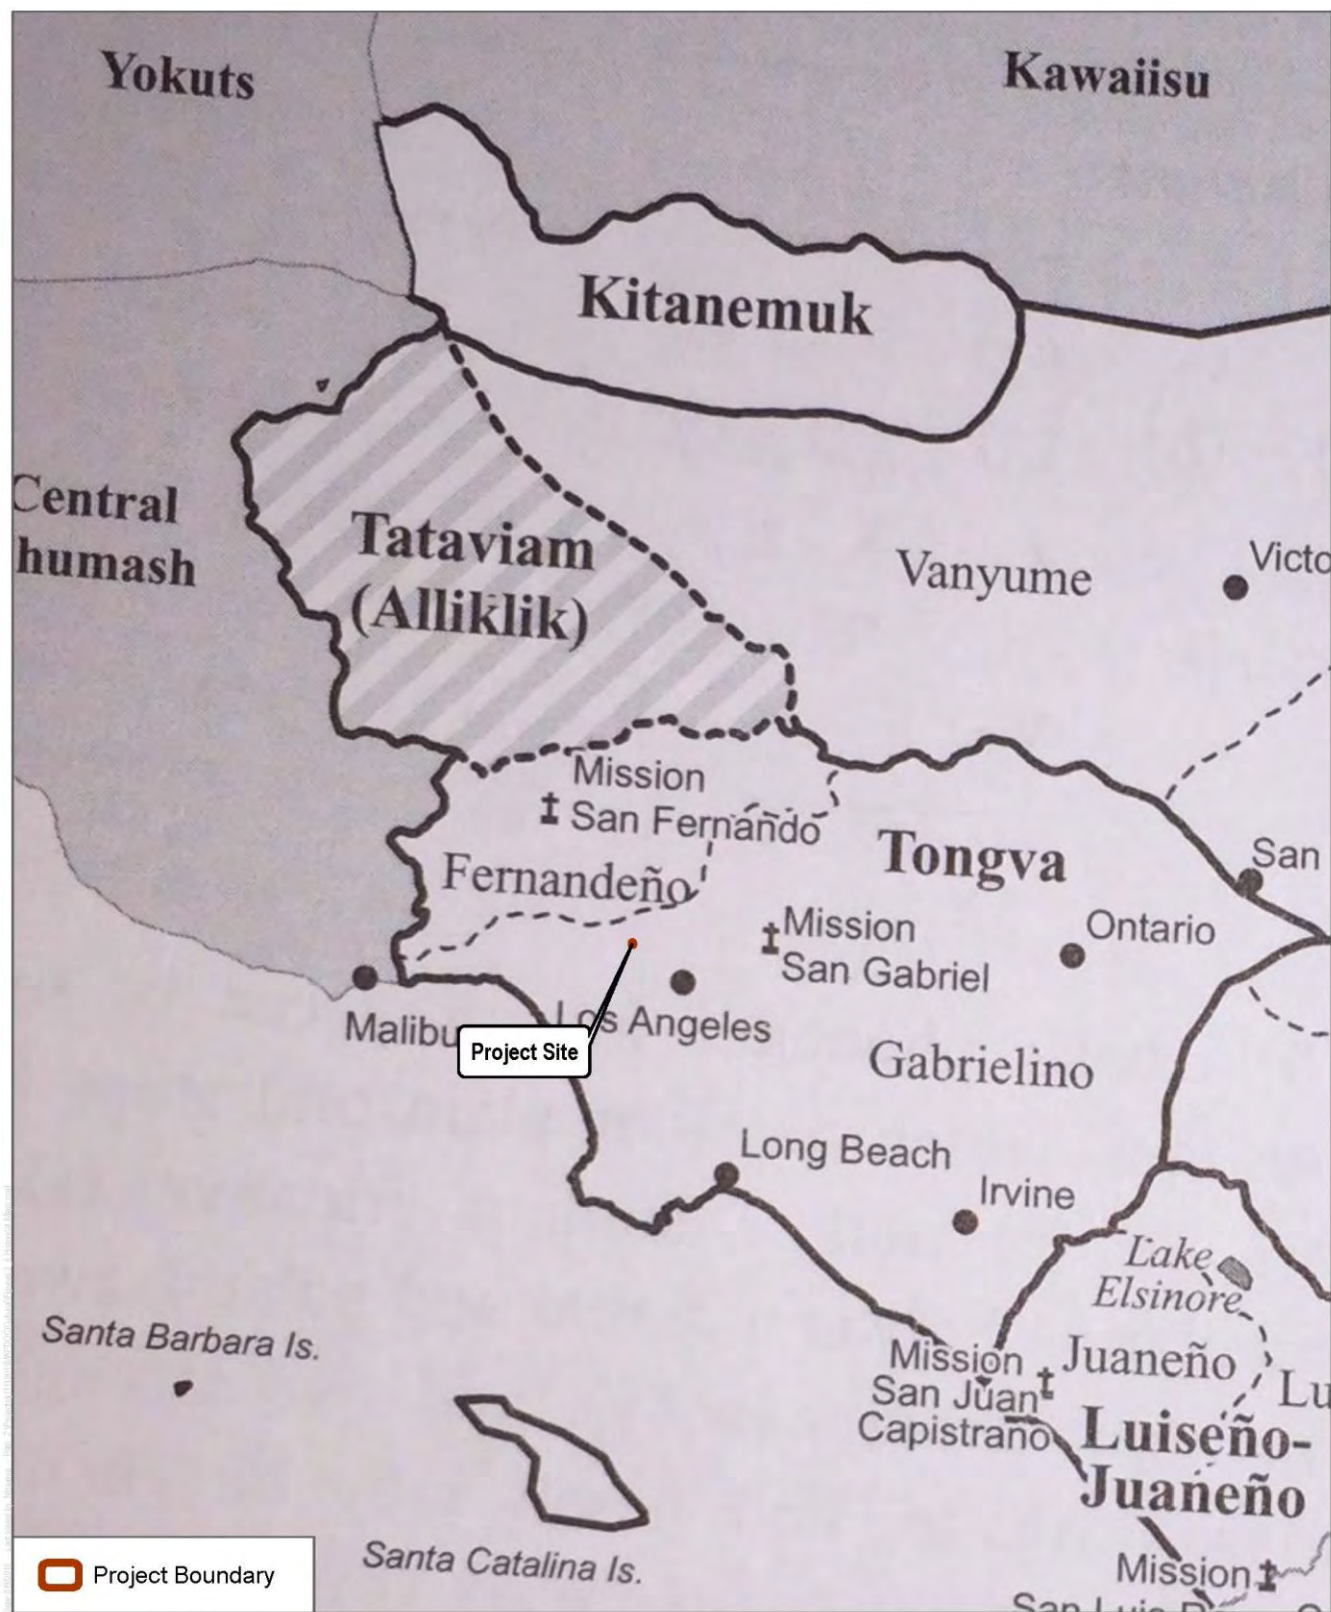 Yokuts
Kawaiisu
Kitanemuk
Central
humash
Tataviam
(Alliklik)
Vanyume
Victo
Mission
San Fernando
Fernandeño
Tongva
San
Mission
San Gabriel
Ontario
Malibu
Los Angeles
Project Site
Gabrielino
Long Beach
Irvine
Lake
Elsinore
Santa Barbara Is.
Mission
San Juan
Capistrano
Juaneño
Lu
Luiseño-
Juaneño
Santa Catalina Is.
Project Boundary
Mission